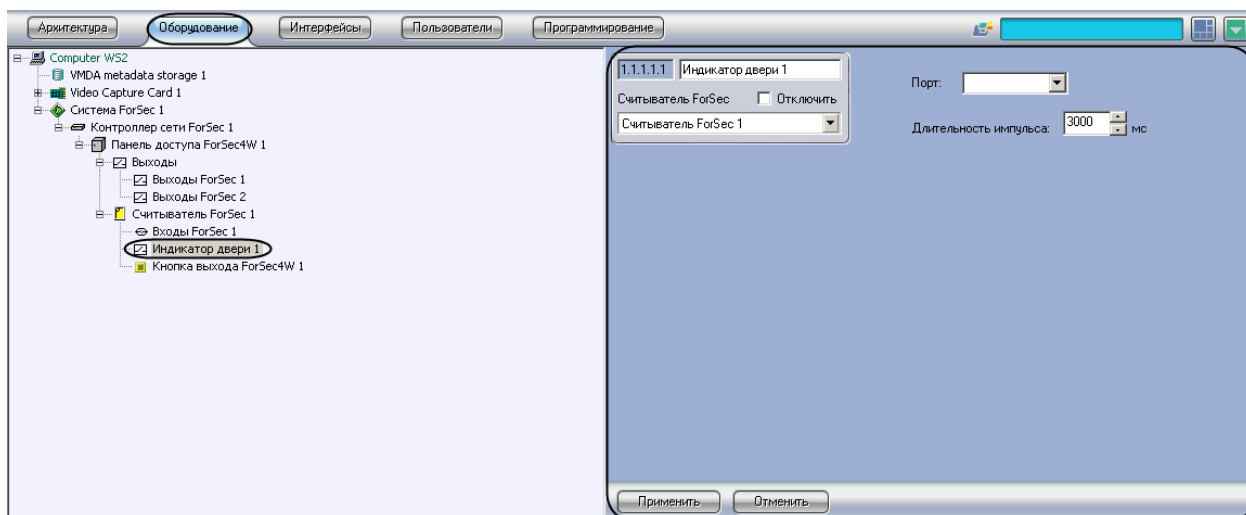 Архитектура Оборудование Интерфейсы Пользователи Программирование
Computer WS2
VMDA metadata storage 1
Video Capture Card 1
Система ForSec 1
Контроллер сети ForSec 1
Панель доступа ForSec4W 1
Выходы
Выходы ForSec 1
Выходы ForSec 2
Считыватель ForSec 1
Входы ForSec 1
Индикатор двери 1
Кнопка выхода ForSec4W 1
1.1.1.1.1 Индикатор двери 1
Считыватель ForSec Отключить
Считыватель ForSec 1
Порт:
Длительность импульса: 3000 мс
Применить Отменить